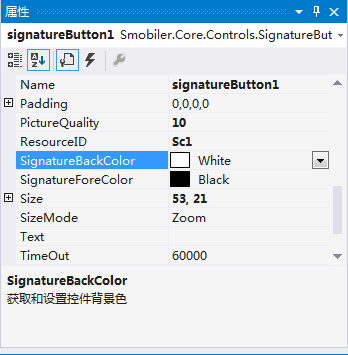 属性
signatureButton1 Smobiler.Core.Controls.SignatureBut
Name signatureButton1
Padding 0,0,0,0
PictureQuality 10
ResourceID Sc1
SignatureBackColor White
SignatureForeColor Black
Size 53, 21
SizeMode Zoom
Text
TimeOut 60000
SignatureBackColor
获取和设置控件背景色